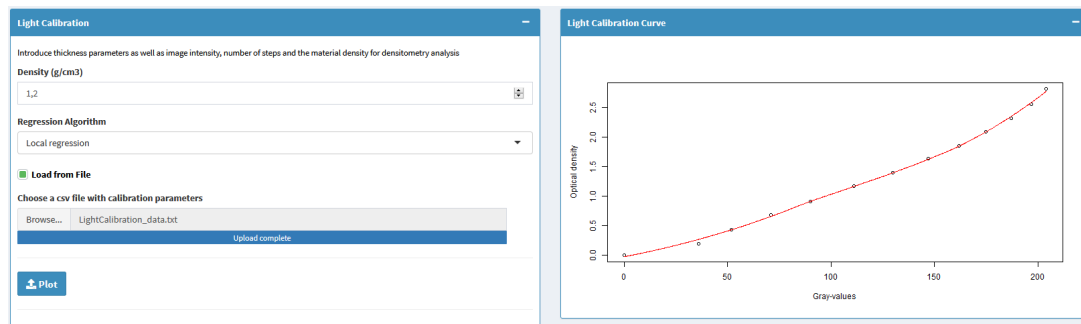 Light Calibration
Introduce thickness parameters as well as image intensity, number of steps and the material density for densitometry analysis
Density (g/cm3)
1,2
Regression Algorithm
Local regression
Load from File
Choose a csv file with calibration parameters
Browse... LightCalibration_data.txt
Upload complete
Plot
Light Calibration Curve
Optical density
2.5
2.0
1.5
1.0
0.5
0.0
0 50 100 150 200
Gray-values